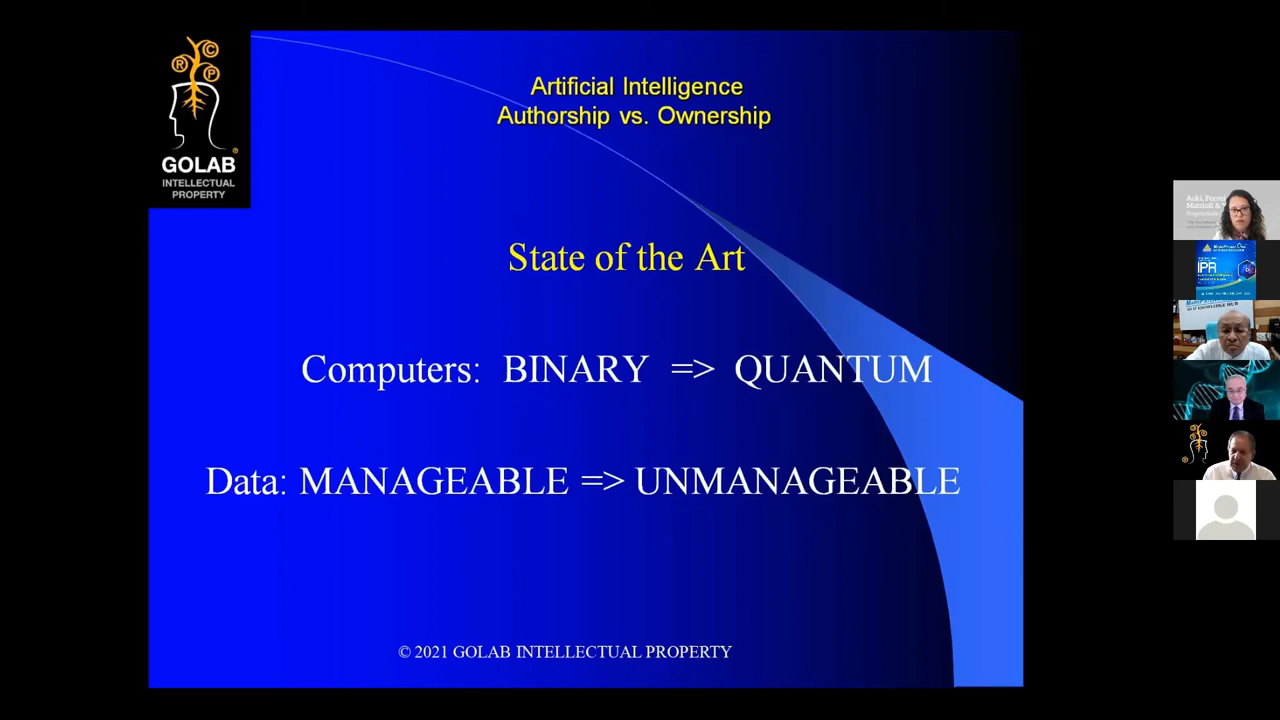 GOLAB
INTELLECTUAL
PROPERTY
Artificial Intelligence
Authorship vs. Ownership
State of the Art
Computers: BINARY => QUANTUM
Data: MANAGEABLE => UNMANAGEABLE
© 2021 GOLAB INTELLECTUAL PROPERTY
IPR